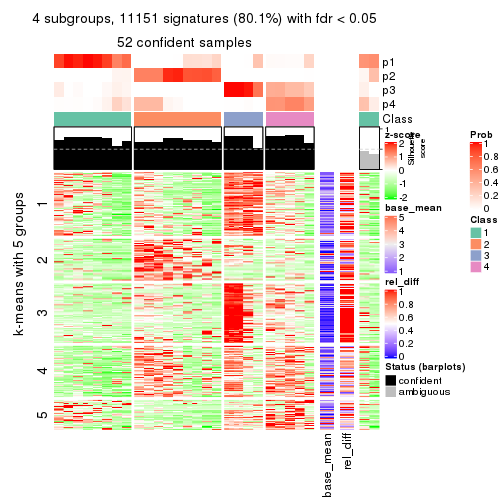 4 subgroups, 11151 signatures (80.1%) with fdr < 0.05
52 confident samples
p1
p2
p3
p4
Class
k-means with 5 groups
1
2
3
4
5
1
Silhouette
score
z-score
2
1
0
-1
-2
base_mean
5
4
3
2
1
rel_diff
1
0.8
0.6
0.4
0.2
0
Status (barplots)
confident
ambiguous
Prob
1
0.8
0.6
0.4
0.2
0
Class
1
2
3
4
base_mean
rel_diff